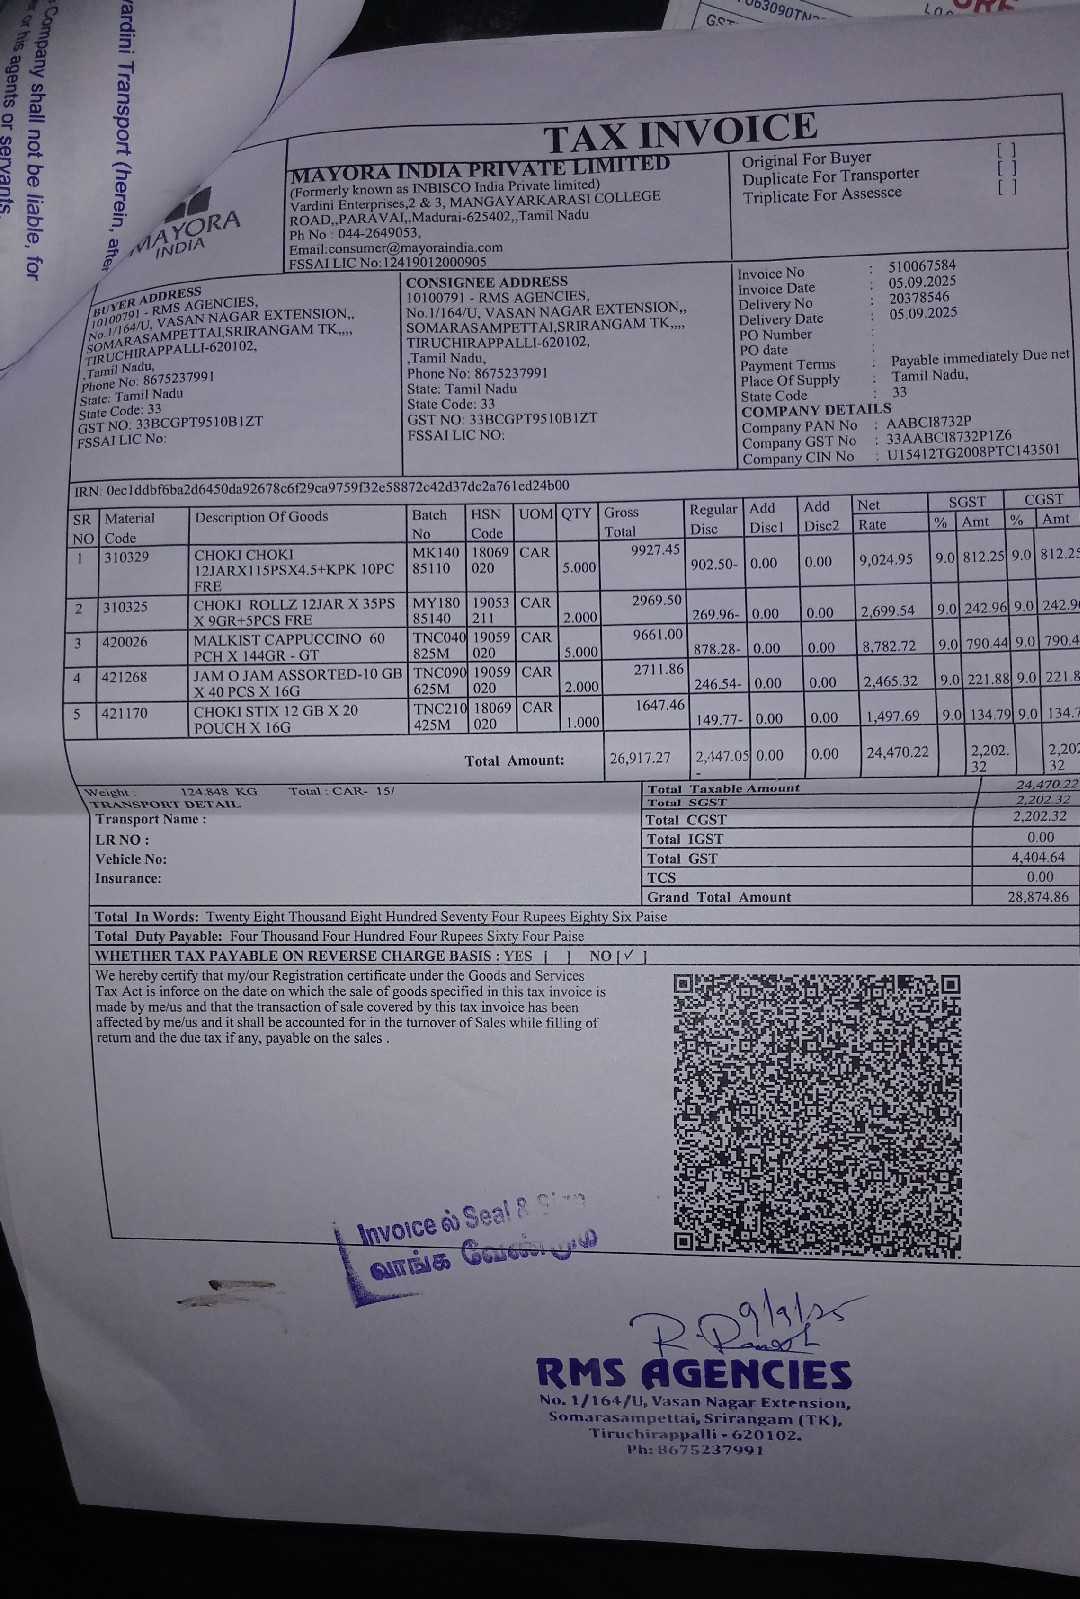 vardini Transport (herein, after
Company shall not be liable, for
or his agents or servants.
GST
TAX INVOICE
MAYORA
INDIA
MAYORA INDIA PRIVATE LIMITED
(Formerly known as INBISCO India Private limited)
Vardini Enterprises,2 & 3, MANGAYARKARASI COLLEGE
ROAD,,PARAVAI,,Madurai-625402,,Tamil Nadu
Ph No : 044-2649053,
Email:consumer@mayoraindia.com
FSSAI LIC No:12419012000905
Original For Buyer [ ]
Duplicate For Transporter [ ]
Triplicate For Assessce [ ]
BUYER ADDRESS
10100791 - RMS AGENCIES,
No.1/164/U, VASAN NAGAR EXTENSION,,
SOMARASAMPETTAI,SRIRANGAM TK,,,,
TIRUCHIRAPPALLI-620102,
,Tamil Nadu,
Phone No: 8675237991
State: Tamil Nadu
State Code: 33
GST NO: 33BCGPT9510B1ZT
FSSAI LIC No:
CONSIGNEE ADDRESS
10100791 - RMS AGENCIES,
No.1/164/U, VASAN NAGAR EXTENSION,,
SOMARASAMPETTAI,SRIRANGAM TK,,,,
TIRUCHIRAPPALLI-620102,
,Tamil Nadu,
Phone No: 8675237991
State: Tamil Nadu
State Code: 33
GST NO: 33BCGPT9510B1ZT
FSSAI LIC NO:
Invoice No : 510067584
Invoice Date : 05.09.2025
Delivery No : 20378546
Delivery Date : 05.09.2025
PO Number :
PO date :
Payment Terms : Payable immediately Due net
Place Of Supply : Tamil Nadu,
State Code : 33
COMPANY DETAILS
Company PAN No : AABCI8732P
Company GST No : 33AABCI8732P1Z6
Company CIN No : U15412TG2008PTC143501
IRN: 0ec1ddbf6ba2d6450da92678c6f29ca9759f32e58872c42d37dc2a761cd24b00
SR NO Material Code Description Of Goods Batch No HSN Code UOM QTY Gross Total Regular Disc Add Disc1 Add Disc2 Net Rate SGST % Amt CGST % Amt
1 310329 CHOKI CHOKI 12JARX115PSX4.5+KPK 10PC FRE MK140 85110 18069 020 CAR 5.000 9927.45 902.50- 0.00 0.00 9,024.95 9.0 812.25 9.0 812.25
2 310325 CHOKI ROLLZ 12JAR X 35PS X 9GR+5PCS FRE MY180 85140 19053 211 CAR 2.000 2969.50 269.96- 0.00 0.00 2,699.54 9.0 242.96 9.0 242.9
3 420026 MALKIST CAPPUCCINO 60 PCH X 144GR - GT TNC040 825M 19059 020 CAR 5.000 9661.00 878.28- 0.00 0.00 8,782.72 9.0 790.44 9.0 790.4
4 421268 JAM O JAM ASSORTED-10 GB X 40 PCS X 16G TNC090 625M 19059 020 CAR 2.000 2711.86 246.54- 0.00 0.00 2,465.32 9.0 221.88 9.0 221.8
5 421170 CHOKI STIX 12 GB X 20 POUCH X 16G TNC210 425M 18069 020 CAR 1.000 1647.46 149.77- 0.00 0.00 1,497.69 9.0 134.79 9.0 134.7
Total Amount: 26,917.27 2,447.05- 0.00 0.00 24,470.22 2,202.32 2,202.32
Weight : 124.848 KG Total : CAR- 15/
TRANSPORT DETAIL
Transport Name :
LR NO :
Vehicle No:
Insurance:
Total Taxable Amount 24,470.22
Total SGST 2,202.32
Total CGST 2,202.32
Total IGST 0.00
Total GST 4,404.64
TCS 0.00
Grand Total Amount 28,874.86
Total In Words: Twenty Eight Thousand Eight Hundred Seventy Four Rupees Eighty Six Paise
Total Duty Payable: Four Thousand Four Hundred Four Rupees Sixty Four Paise
WHETHER TAX PAYABLE ON REVERSE CHARGE BASIS : YES [ ] NO [✓]
We hereby certify that my/our Registration certificate under the Goods and Services
Tax Act is inforce on the date on which the sale of goods specified in this tax invoice is
made by me/us and that the transaction of sale covered by this tax invoice has been
affected by me/us and it shall be accounted for in the turnover of Sales while filling of
return and the due tax if any, payable on the sales .
Invoice ல் Seal & Sign
வாங்க வேண்டும்
9/9/25
RMS AGENCIES
No. 1/164/U, Vasan Nagar Extension,
Somarasampettai, Srirangam (TK),
Tiruchirappalli - 620102.
Ph: 8675237991